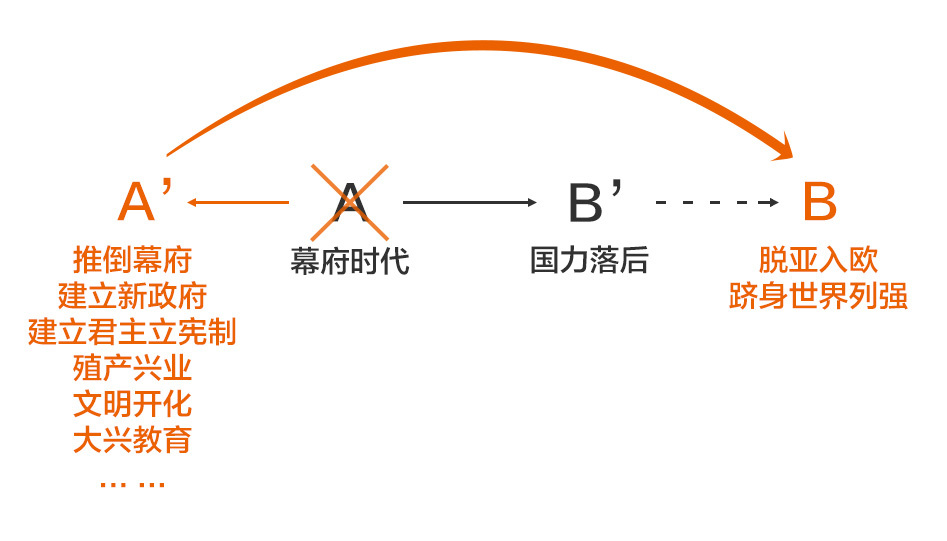 A’
A
B’
B
推倒幕府
建立新政府
建立君主立宪制
殖产兴业
文明开化
大兴教育
... ...
幕府时代
国力落后
脱亚入欧
跻身世界列强